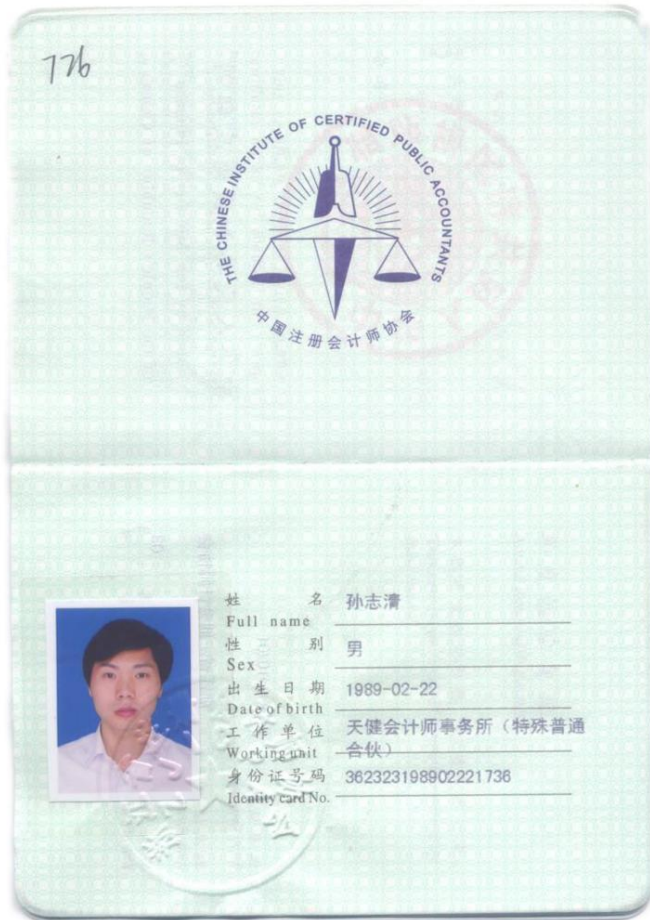 726
THE CHINESE INSTITUTE OF CERTIFIED PUBLIC ACCOUNTANTS
中国注册会计师协会
姓 名 孙志清
Full name
性 别 男
Sex
出 生 日 期 1989-02-22
Date of birth
工 作 单 位 天健会计师事务所（特殊普通
Working unit 合伙）
身份证号码 362323198902221736
Identity card No.